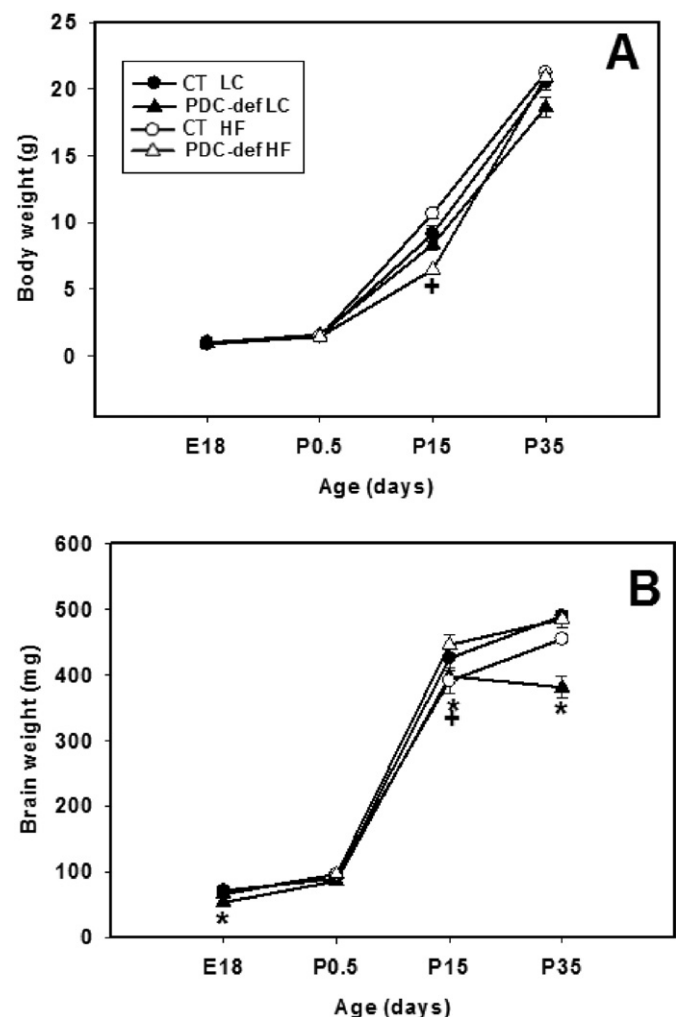 A
25
20
15
10
5
0
Body weight (g)
CT LC
PDC-def LC
CT HF
PDC-def HF
+
E18 P0.5 P15 P35
Age (days)
B
600
500
400
300
200
100
0
Brain weight (mg)
*
*
+
*
E18 P0.5 P15 P35
Age (days)